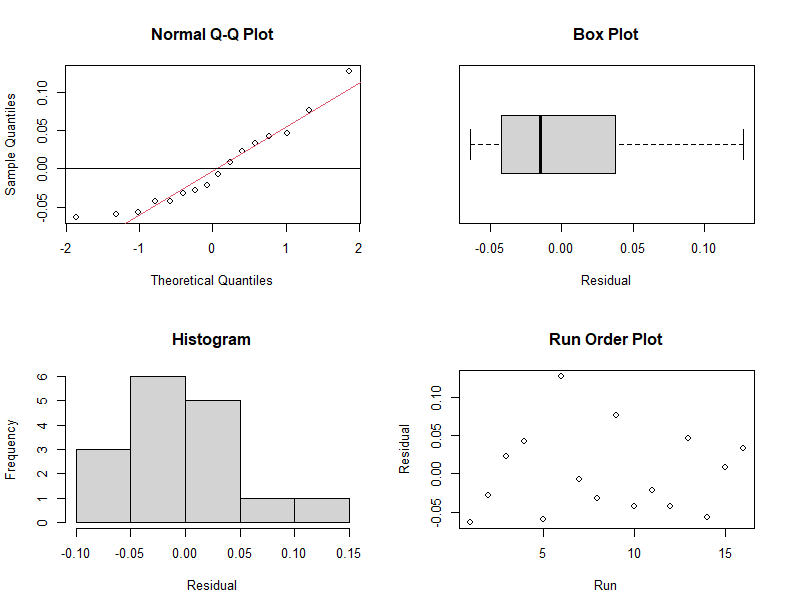 Normal Q-Q Plot
Sample Quantiles
-0.05 0.00 0.05 0.10
-2 -1 0 1 2
Theoretical Quantiles
Box Plot
-0.05 0.00 0.05 0.10
Residual
Histogram
Frequency
0 1 2 3 4 5 6
-0.10 -0.05 0.00 0.05 0.10 0.15
Residual
Run Order Plot
Residual
-0.05 0.00 0.05 0.10
5 10 15
Run